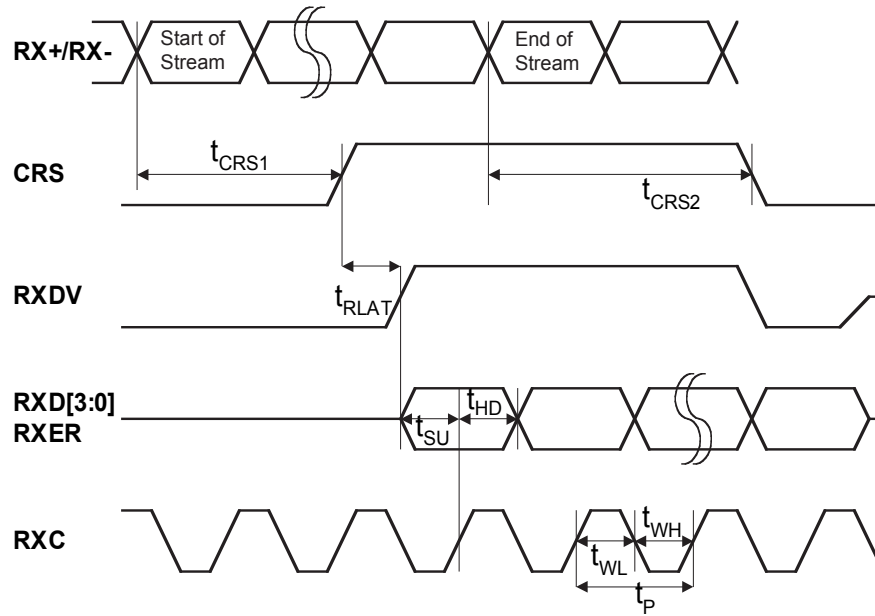 RX+/RX-
Start of
Stream
End of
Stream
CRS
tCRS1
tCRS2
RXDV
tRLAT
RXD[3:0]
RXER
tSU
tHD
RXC
tWL
tWH
tP